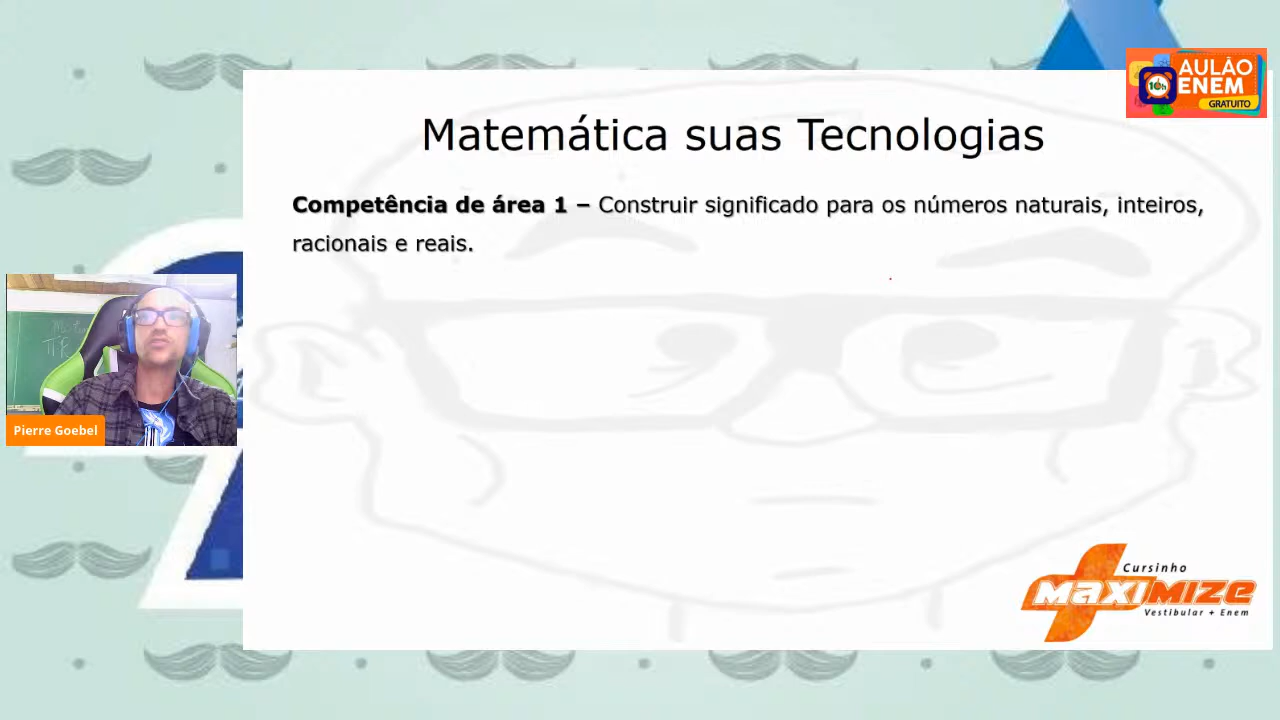 AULÃO
ENEM
GRATUITO
Matemática suas Tecnologias
Competência de área 1 – Construir significado para os números naturais, inteiros,
racionais e reais.
Pierre Goebel
Cursinho
MAXIMIZE
Vestibular + Enem